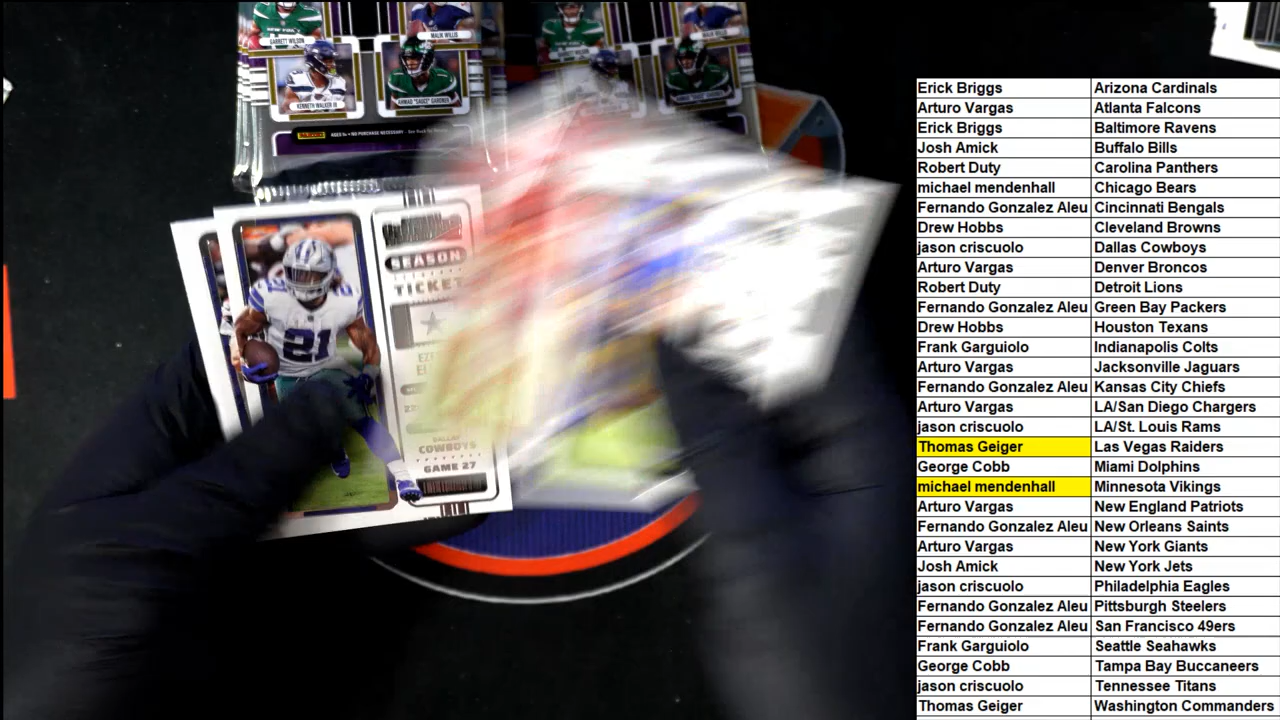 GARRETT WILSON
MALIK WILLIS
KENNETH WALKER III
AHMAD "SAUCE" GARDNER
PANINI
AGES 9+ • NO PURCHASE NECESSARY
21
SEASON
TICKET
DALLAS
COWBOYS
GAME 27
Erick Briggs Arizona Cardinals
Arturo Vargas Atlanta Falcons
Erick Briggs Baltimore Ravens
Josh Amick Buffalo Bills
Robert Duty Carolina Panthers
michael mendenhall Chicago Bears
Fernando Gonzalez Aleu Cincinnati Bengals
Drew Hobbs Cleveland Browns
jason criscuolo Dallas Cowboys
Arturo Vargas Denver Broncos
Robert Duty Detroit Lions
Fernando Gonzalez Aleu Green Bay Packers
Drew Hobbs Houston Texans
Frank Garguiolo Indianapolis Colts
Arturo Vargas Jacksonville Jaguars
Fernando Gonzalez Aleu Kansas City Chiefs
Arturo Vargas LA/San Diego Chargers
jason criscuolo LA/St. Louis Rams
Thomas Geiger Las Vegas Raiders
George Cobb Miami Dolphins
michael mendenhall Minnesota Vikings
Arturo Vargas New England Patriots
Fernando Gonzalez Aleu New Orleans Saints
Arturo Vargas New York Giants
Josh Amick New York Jets
jason criscuolo Philadelphia Eagles
Fernando Gonzalez Aleu Pittsburgh Steelers
Fernando Gonzalez Aleu San Francisco 49ers
Frank Garguiolo Seattle Seahawks
George Cobb Tampa Bay Buccaneers
jason criscuolo Tennessee Titans
Thomas Geiger Washington Commanders